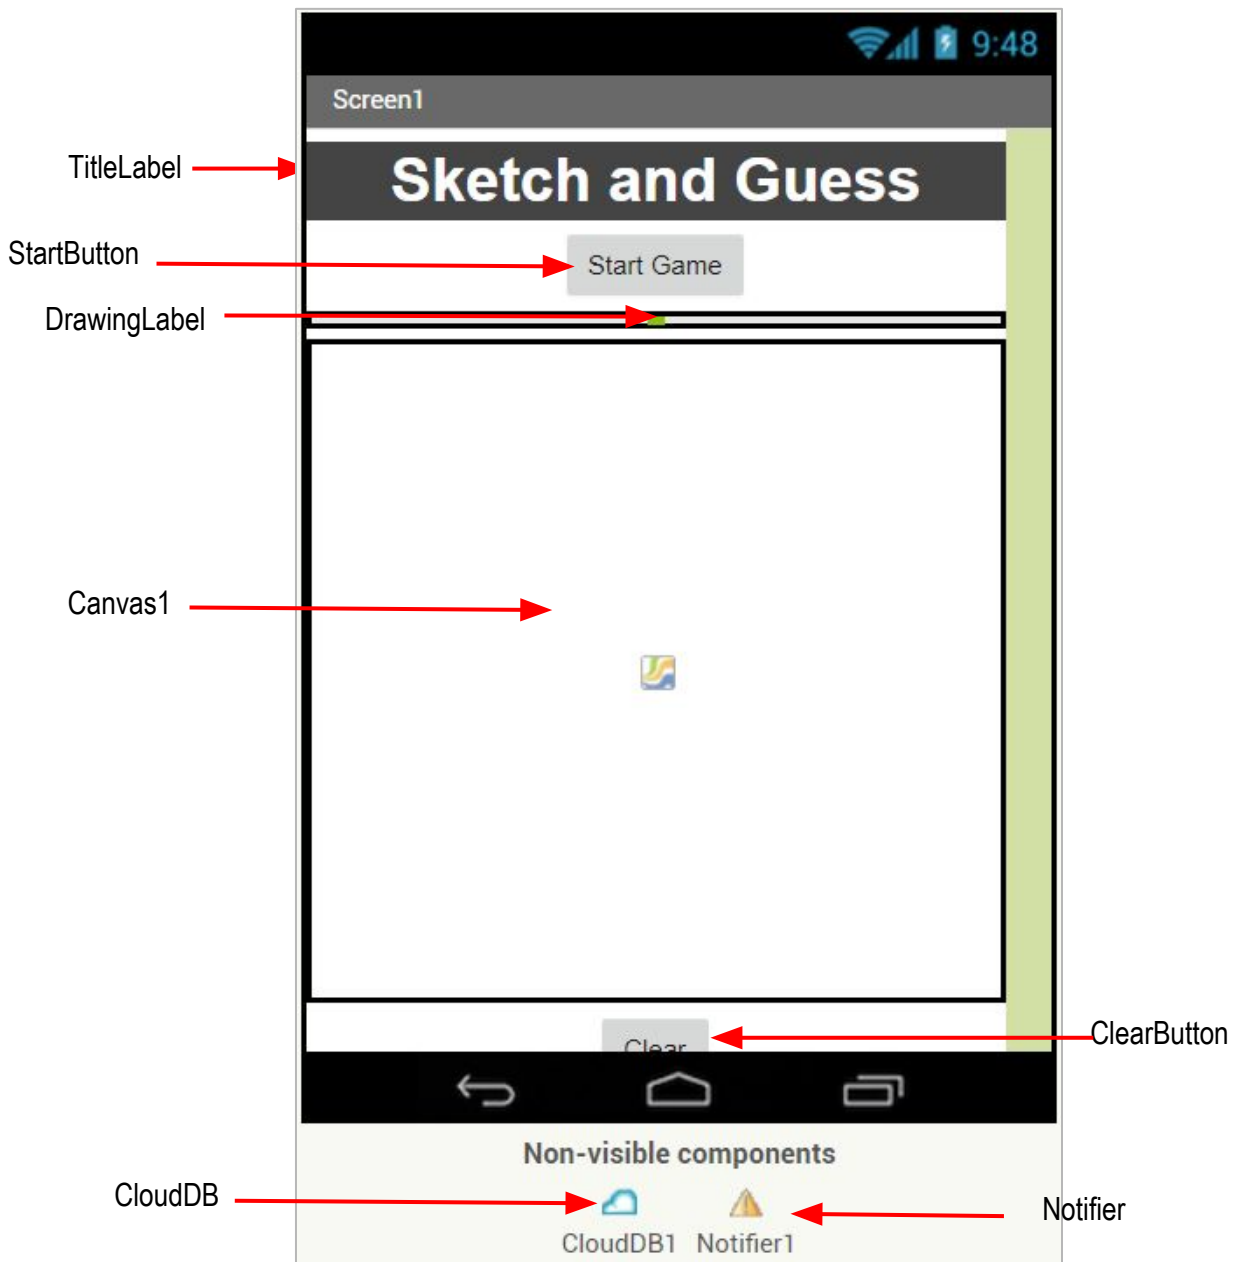 9:48
Screen1
TitleLabel
Sketch and Guess
StartButton
Start Game
DrawingLabel
Canvas1
Clear
ClearButton
Non-visible components
CloudDB
Notifier
CloudDB1 Notifier1